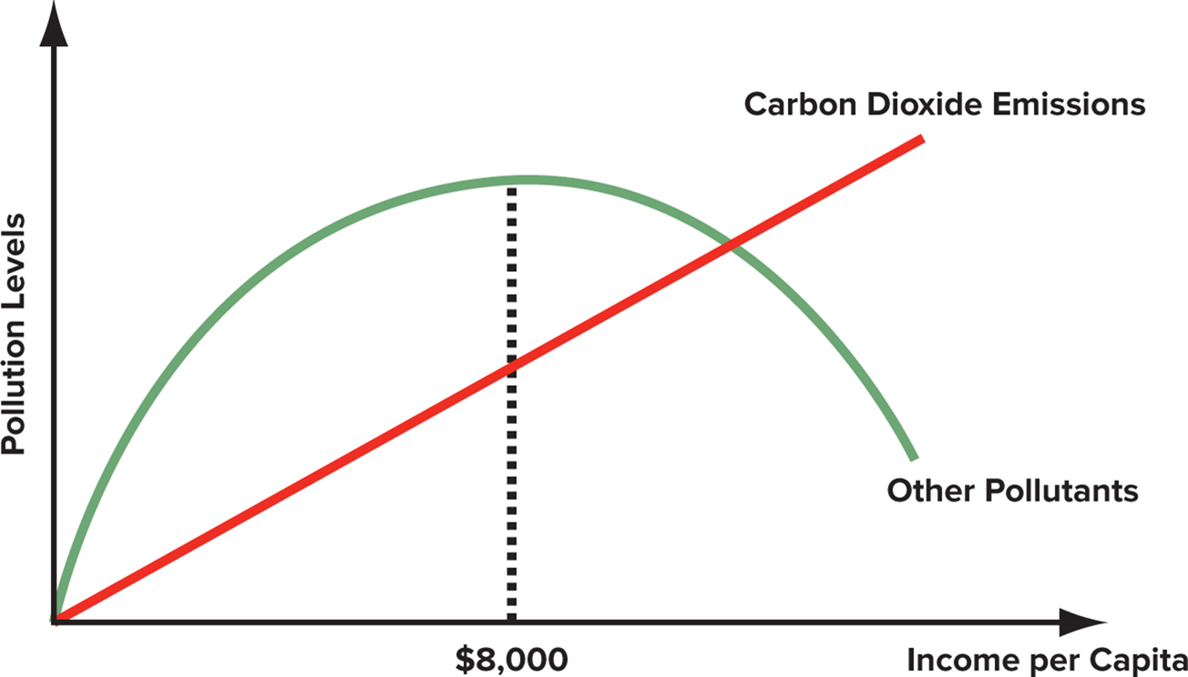 Carbon Dioxide Emissions
Pollution Levels
Other Pollutants
$8,000
Income per Capita